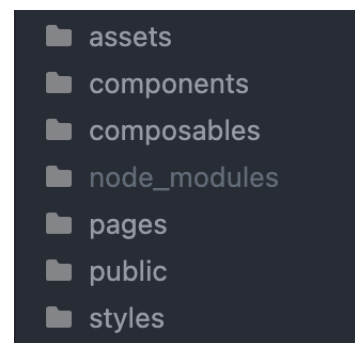 assets
components
composables
node_modules
pages
public
styles